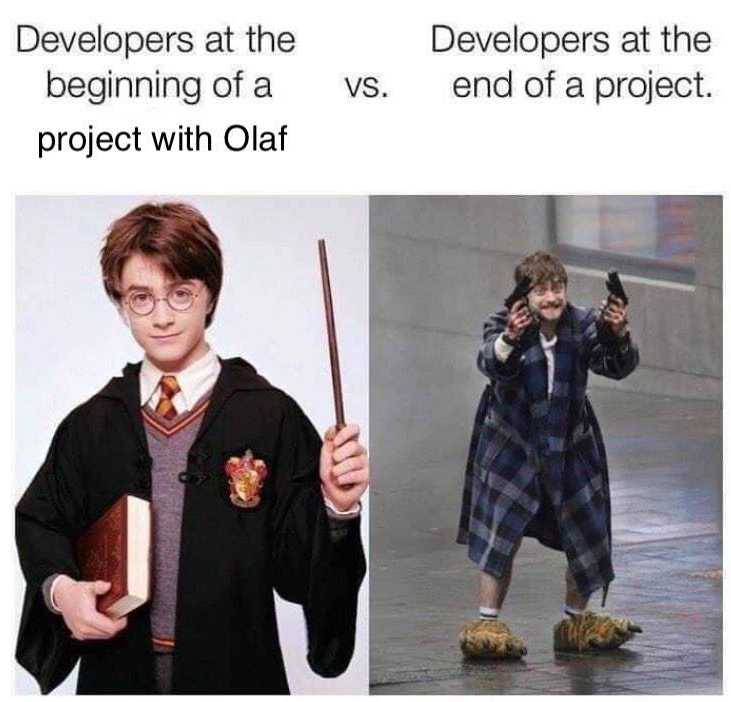 Developers at the
beginning of a
project with Olaf
vs.
Developers at the
end of a project.